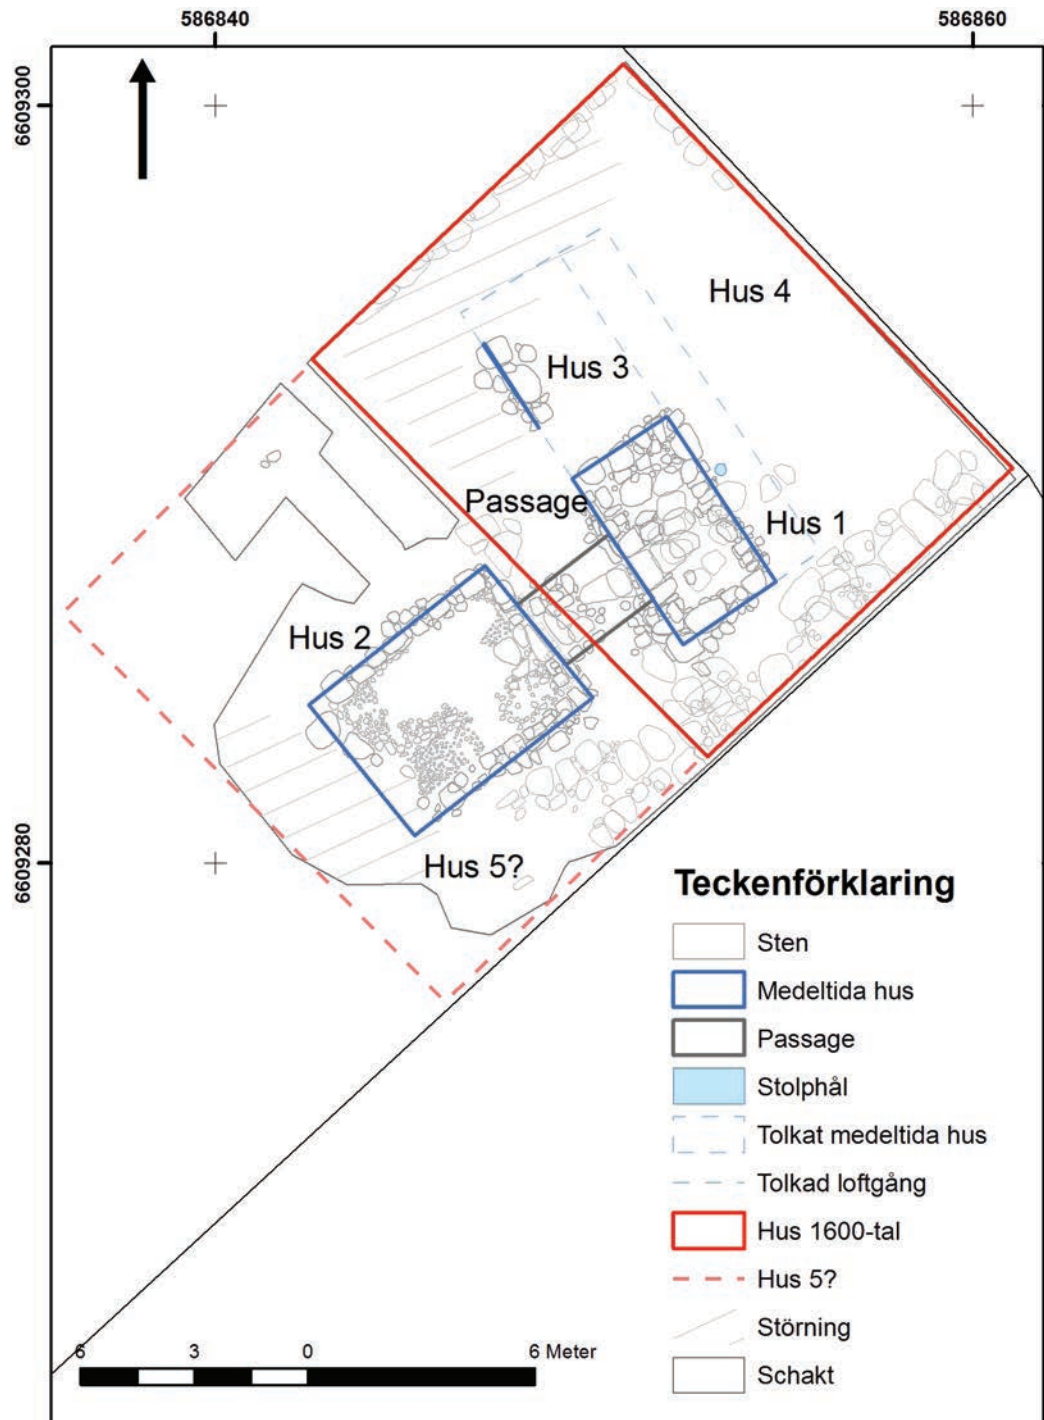 586840
586860
6609300
Hus 4
Hus 3
Passage
Hus 1
Hus 2
6609280
Hus 5?
Teckenförklaring
Sten
Medeltida hus
Passage
Stolphål
Tolkat medeltida hus
Tolkad loftgång
Hus 1600-tal
Hus 5?
Störning
Schakt
6 3 0 6 Meter